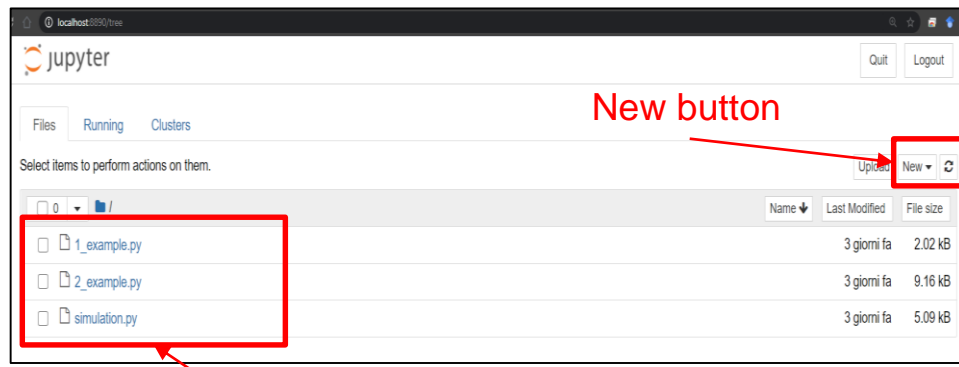 localhost:8890/tree
jupyter
Quit Logout
New button
Files Running Clusters
Select items to perform actions on them.
Upload New
0 / Name Last Modified File size
1_example.py 3 giorni fa 2.02 kB
2_example.py 3 giorni fa 9.16 kB
simulation.py 3 giorni fa 5.09 kB